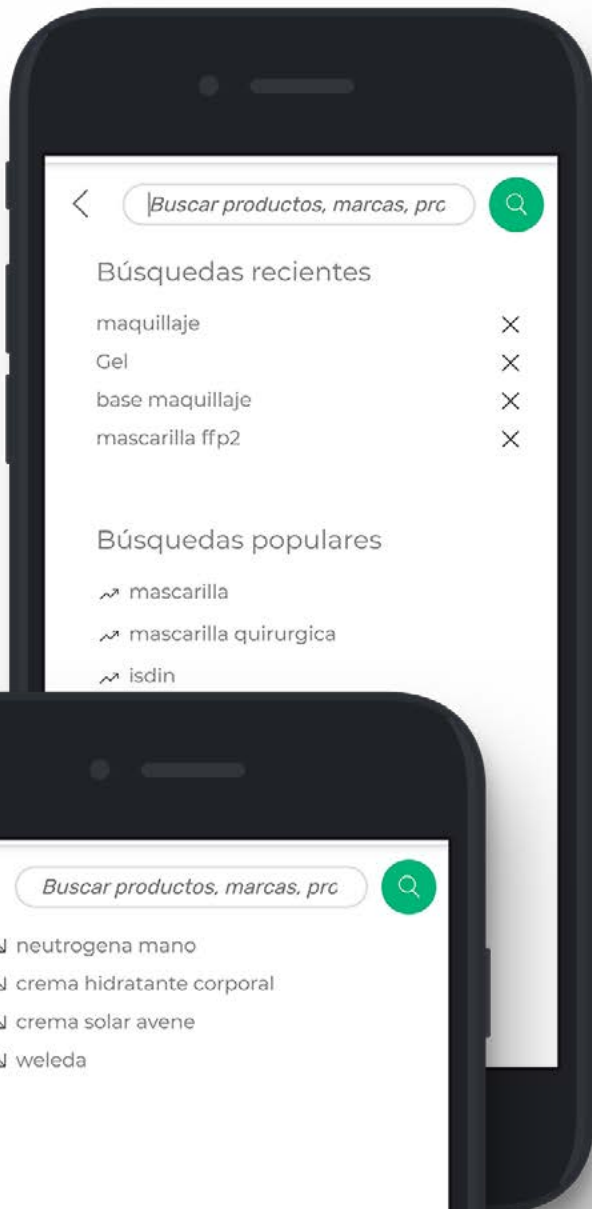 Buscar productos, marcas, prc
Búsquedas recientes
maquillaje
Gel
base maquillaje
mascarilla ffp2
Búsquedas populares
mascarilla
mascarilla quirurgica
isdin
Buscar productos, marcas, prc
neutrogena mano
crema hidratante corporal
crema solar avene
weleda